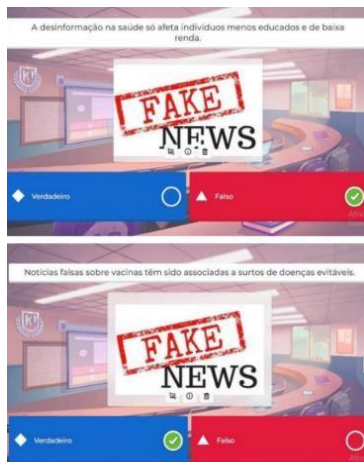 A desinformação na saúde só afeta indivíduos menos educados e de baixa
renda.
FAKE
NEWS
Verdadeiro
Falso
Notícias falsas sobre vacinas têm sido associadas a surtos de doenças evitáveis.
FAKE
NEWS
Verdadeiro
Falso